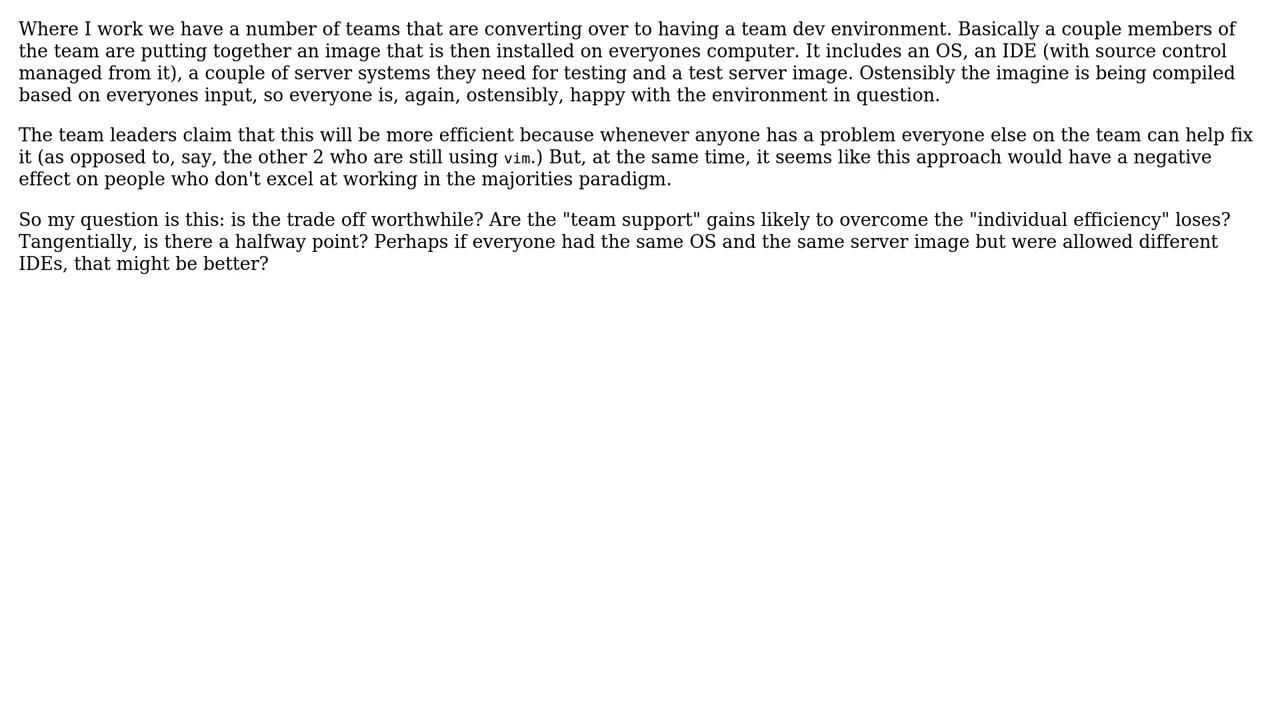 Where I work we have a number of teams that are converting over to having a team dev environment. Basically a couple members of
the team are putting together an image that is then installed on everyones computer. It includes an OS, an IDE (with source control
managed from it), a couple of server systems they need for testing and a test server image. Ostensibly the imagine is being compiled
based on everyones input, so everyone is, again, ostensibly, happy with the environment in question.
The team leaders claim that this will be more efficient because whenever anyone has a problem everyone else on the team can help fix
it (as opposed to, say, the other 2 who are still using vim.) But, at the same time, it seems like this approach would have a negative
effect on people who don't excel at working in the majorities paradigm.
So my question is this: is the trade off worthwhile? Are the "team support" gains likely to overcome the "individual efficiency" loses?
Tangentially, is there a halfway point? Perhaps if everyone had the same OS and the same server image but were allowed different
IDEs, that might be better?